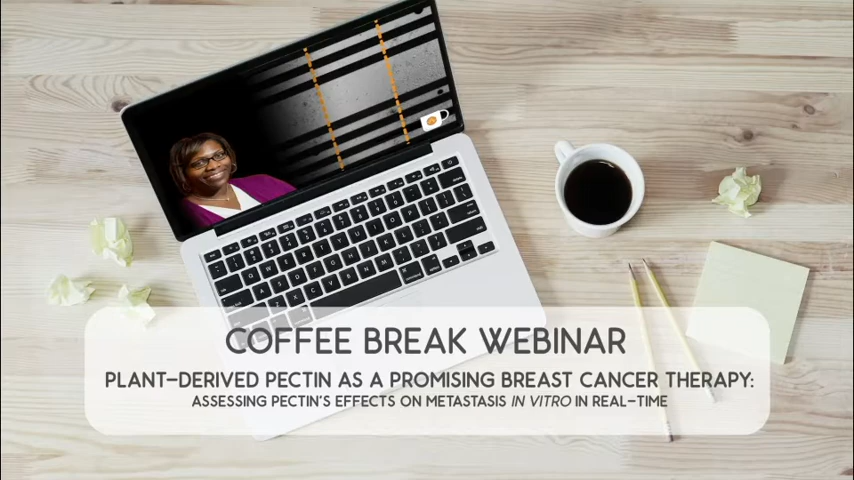 COFFEE BREAK WEBINAR
PLANT-DERIVED PECTIN AS A PROMISING BREAST CANCER THERAPY:
ASSESSING PECTIN'S EFFECTS ON METASTASIS IN VITRO IN REAL-TIME